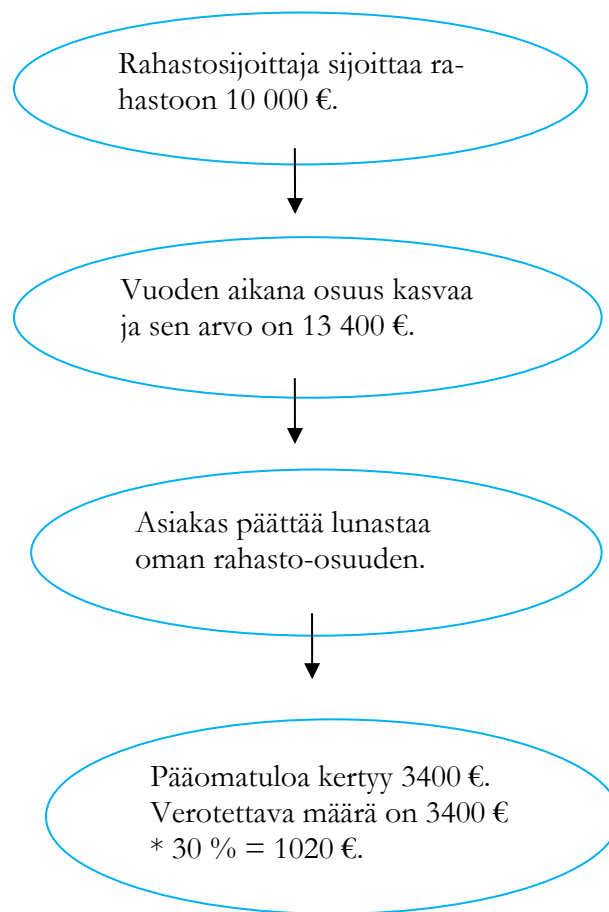 Rahastosijoittaja sijoittaa ra-
hastoon 10 000 €.
Vuoden aikana osuus kasvaa
ja sen arvo on 13 400 €.
Asiakas päättää lunastaa
oman rahasto-osuuden.
Pääomatuloa kertyy 3400 €.
Verotettava määrä on 3400 €
* 30 % = 1020 €.